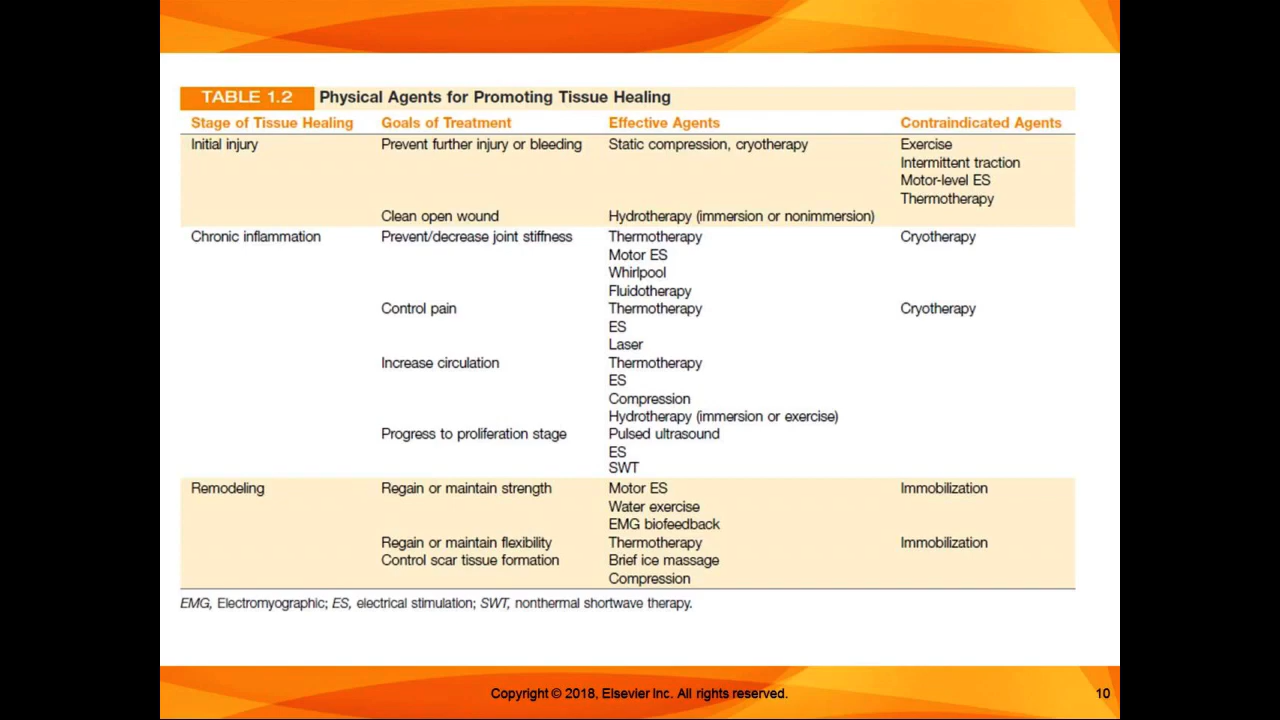 TABLE 1.2 Physical Agents for Promoting Tissue Healing
Stage of Tissue Healing Goals of Treatment Effective Agents Contraindicated Agents
Initial injury Prevent further injury or bleeding Static compression, cryotherapy Exercise
Intermittent traction
Motor-level ES
Thermotherapy
Clean open wound Hydrotherapy (immersion or nonimmersion)
Chronic inflammation Prevent/decrease joint stiffness Thermotherapy Cryotherapy
Motor ES
Whirlpool
Fluidotherapy
Control pain Thermotherapy Cryotherapy
ES
Laser
Increase circulation Thermotherapy
ES
Compression
Hydrotherapy (immersion or exercise)
Progress to proliferation stage Pulsed ultrasound
ES
SWT
Remodeling Regain or maintain strength Motor ES Immobilization
Water exercise
EMG biofeedback
Regain or maintain flexibility Thermotherapy Immobilization
Control scar tissue formation Brief ice massage
Compression
EMG, Electromyographic; ES, electrical stimulation; SWT, nonthermal shortwave therapy.
Copyright © 2018, Elsevier Inc. All rights reserved. 10